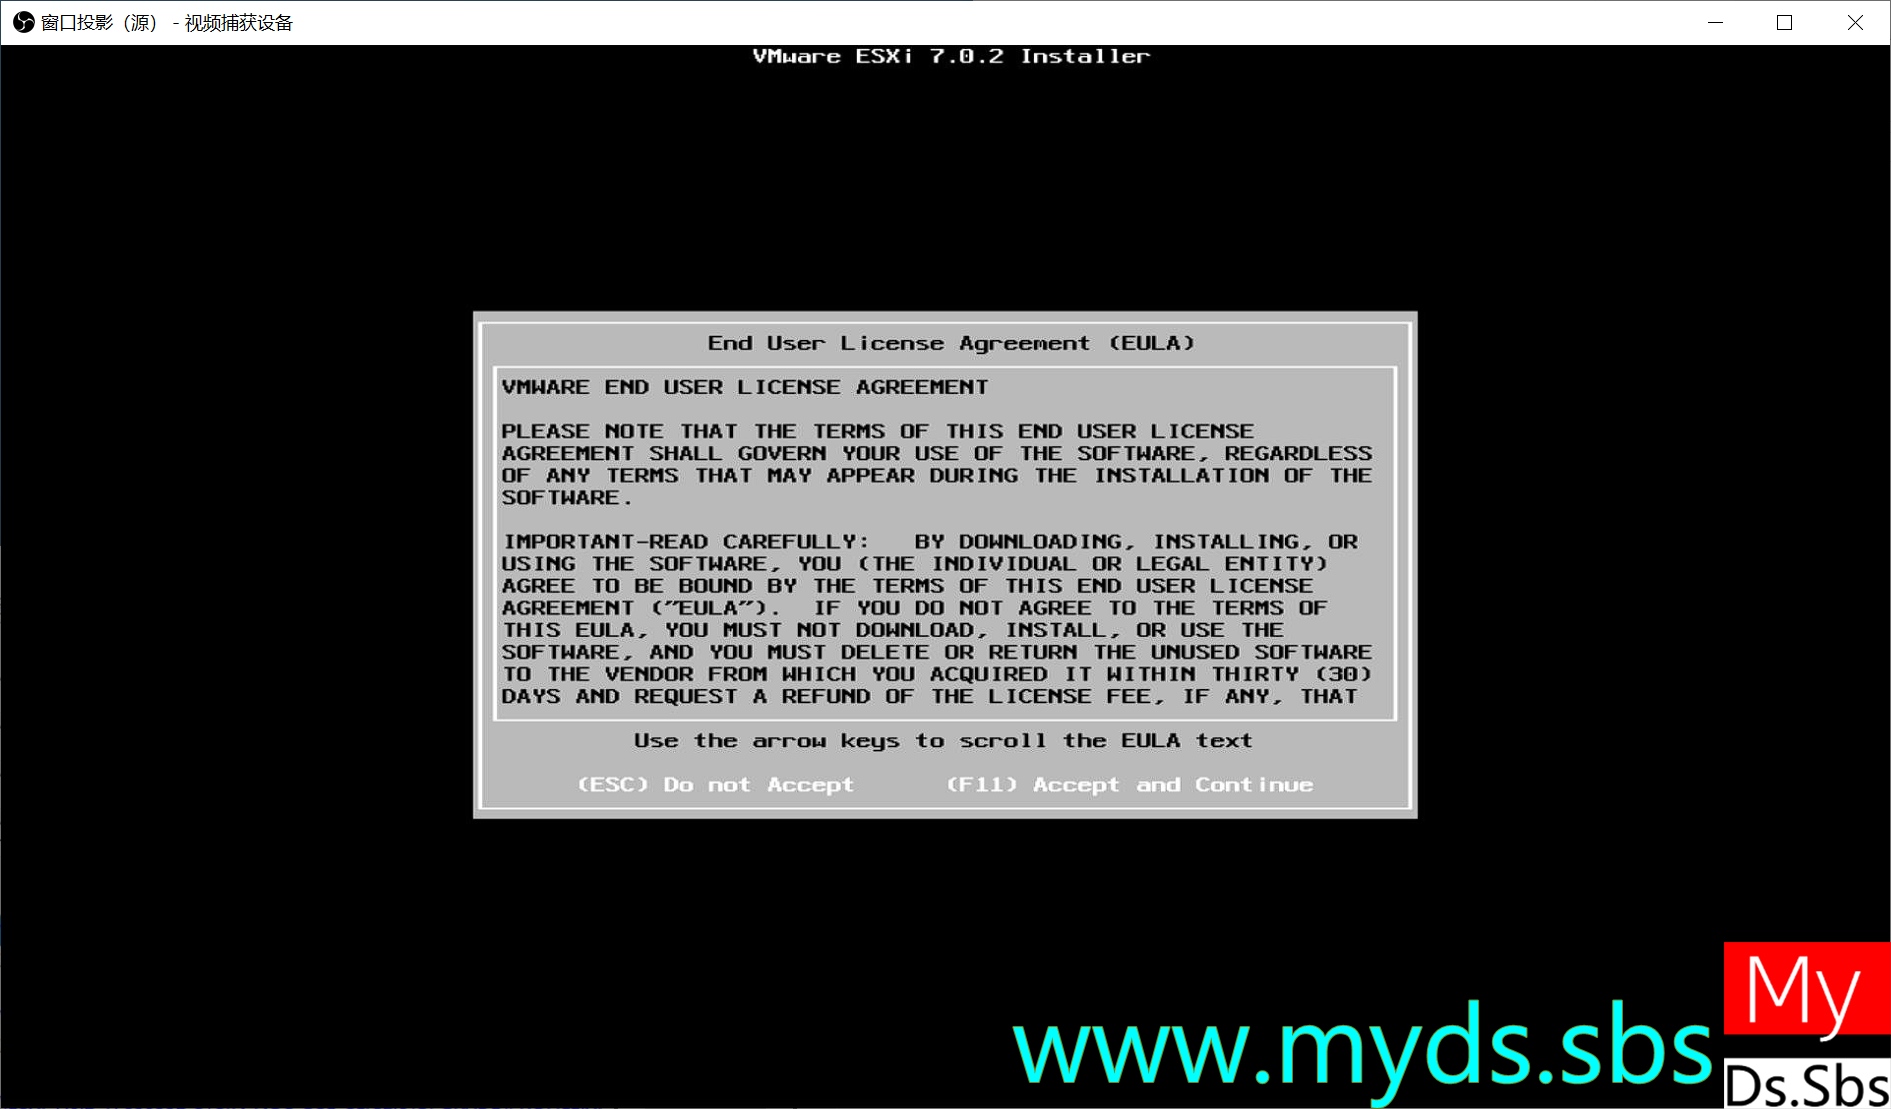 窗口投影（源） - 视频捕获设备
VMware ESXi 7.0.2 Installer
End User License Agreement (EULA)
VMWARE END USER LICENSE AGREEMENT
PLEASE NOTE THAT THE TERMS OF THIS END USER LICENSE
AGREEMENT SHALL GOVERN YOUR USE OF THE SOFTWARE, REGARDLESS
OF ANY TERMS THAT MAY APPEAR DURING THE INSTALLATION OF THE
SOFTWARE.
IMPORTANT-READ CAREFULLY:   BY DOWNLOADING, INSTALLING, OR
USING THE SOFTWARE, YOU (THE INDIVIDUAL OR LEGAL ENTITY)
AGREE TO BE BOUND BY THE TERMS OF THIS END USER LICENSE
AGREEMENT ("EULA").  IF YOU DO NOT AGREE TO THE TERMS OF
THIS EULA, YOU MUST NOT DOWNLOAD, INSTALL, OR USE THE
SOFTWARE, AND YOU MUST DELETE OR RETURN THE UNUSED SOFTWARE
TO THE VENDOR FROM WHICH YOU ACQUIRED IT WITHIN THIRTY (30)
DAYS AND REQUEST A REFUND OF THE LICENSE FEE, IF ANY, THAT
Use the arrow keys to scroll the EULA text
(ESC) Do not Accept      (F11) Accept and Continue
www.myds.sbs
My
Ds.Sbs